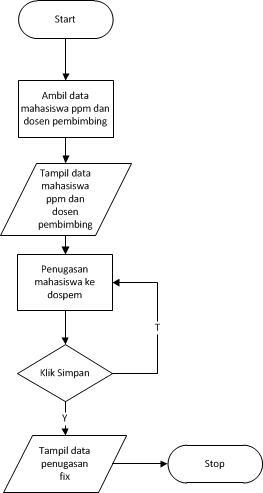 Start
Ambil data
mahasiswa ppm dan
dosen pembimbing
Tampil data
mahasiswa
ppm dan
dosen
pembimbing
Penugasan
mahasiswa ke
dospem
T
Klik Simpan
Y
Tampil data
penugasan
fix
Stop